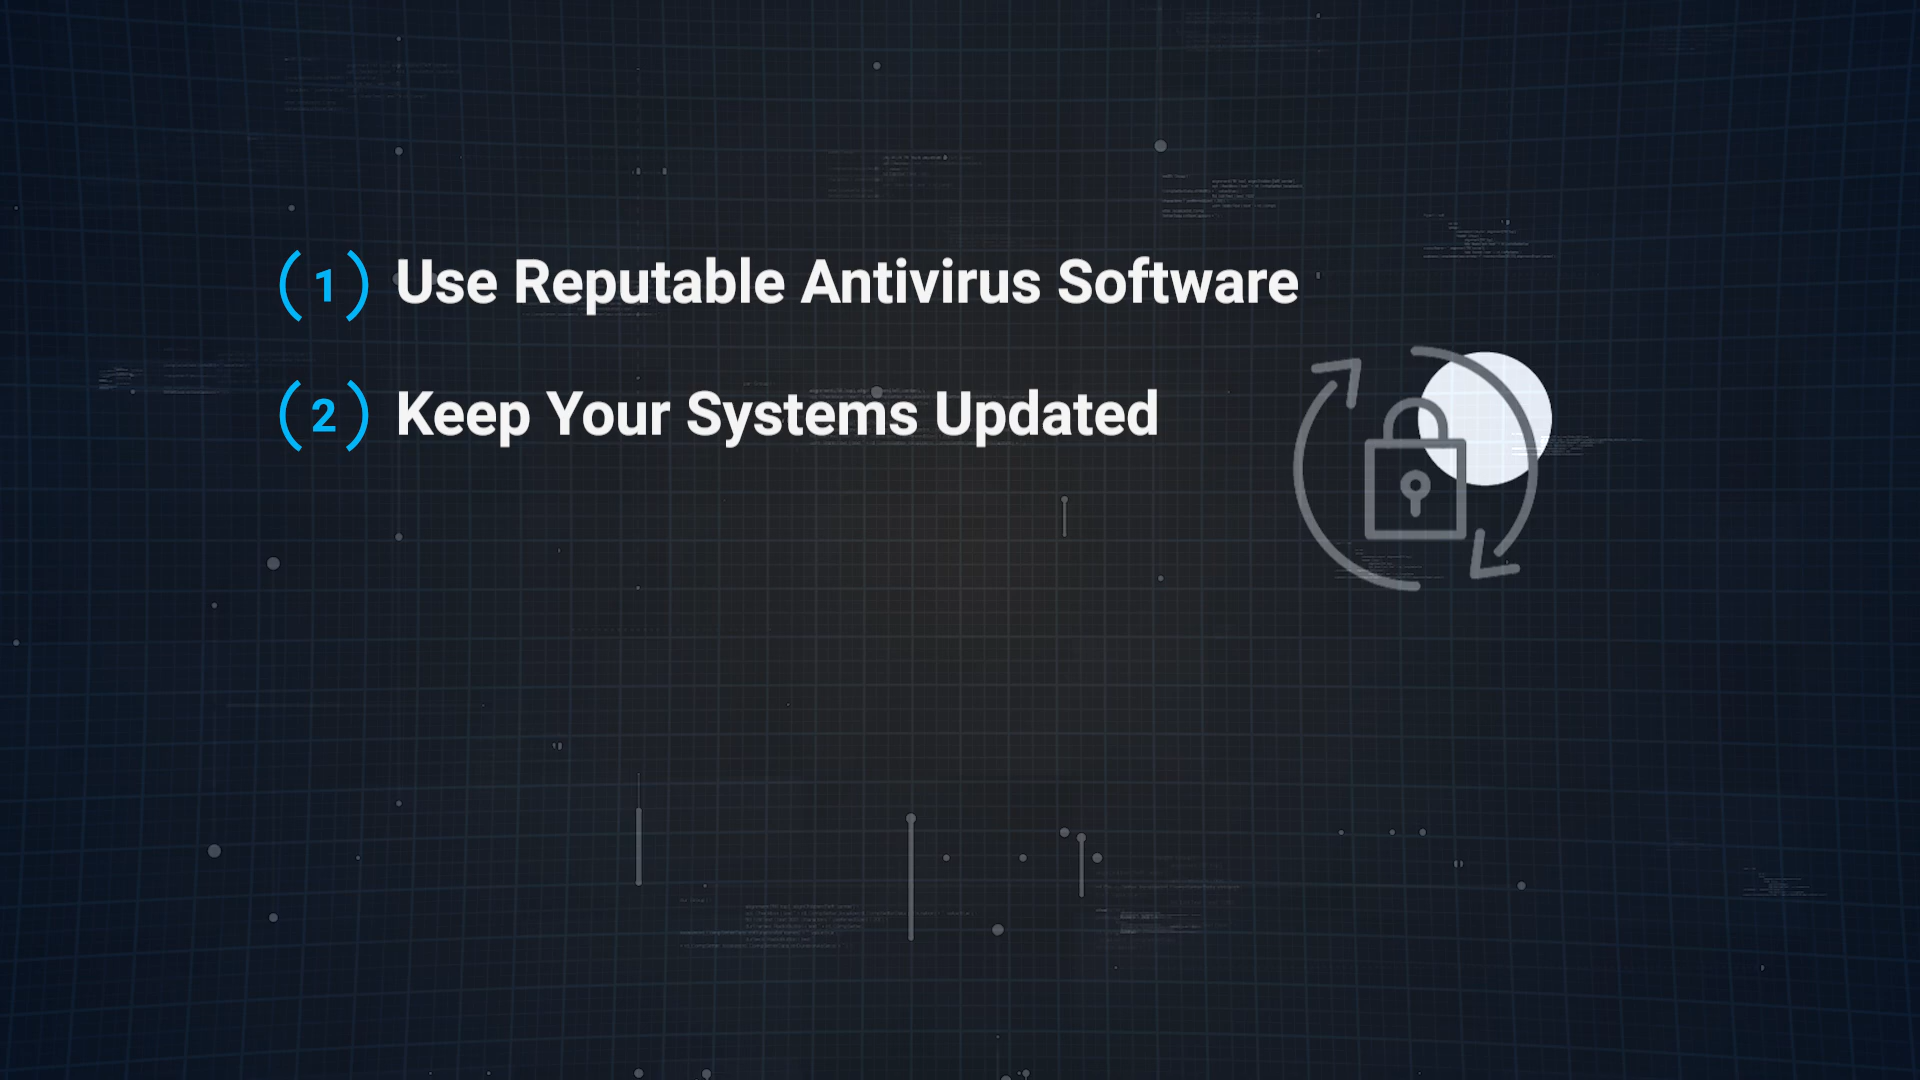 (1) Use Reputable Antivirus Software
(2) Keep Your Systems Updated